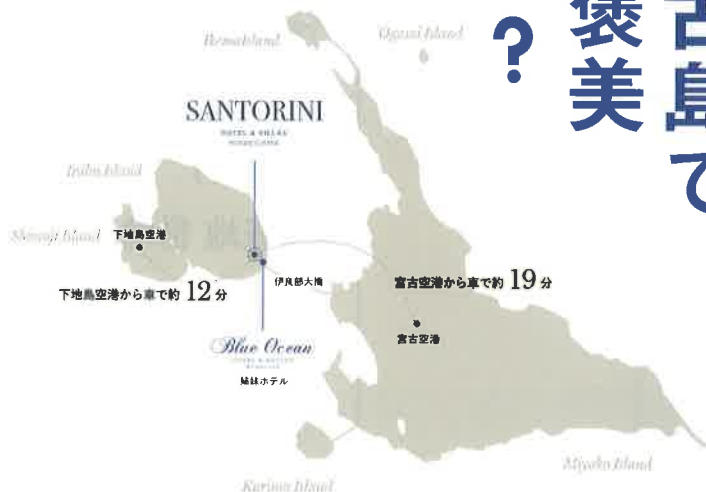 古島で
褒美
?
Ikema Island
Ogami Island
SANTORINI
HOTEL & VILLAS
Irabu Island
Shimoji Island
下地島空港
下地島空港から車で約 12 分
伊良部大橋
宮古空港から車で約 19 分
宮古空港
Blue Ocean
姉妹ホテル
Kurima Island
Miyako Island